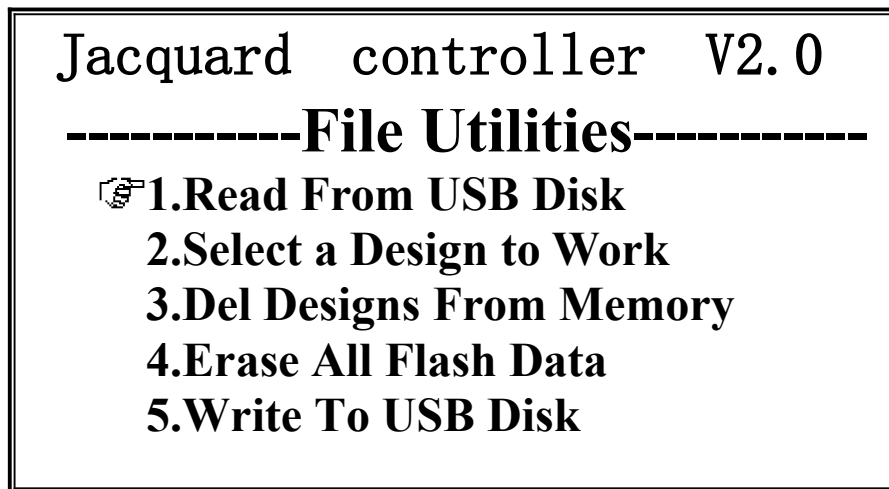 Jacquard controller V2.0
-----------File Utilities-----------
☞1.Read From USB Disk
2.Select a Design to Work
3.Del Designs From Memory
4.Erase All Flash Data
5.Write To USB Disk